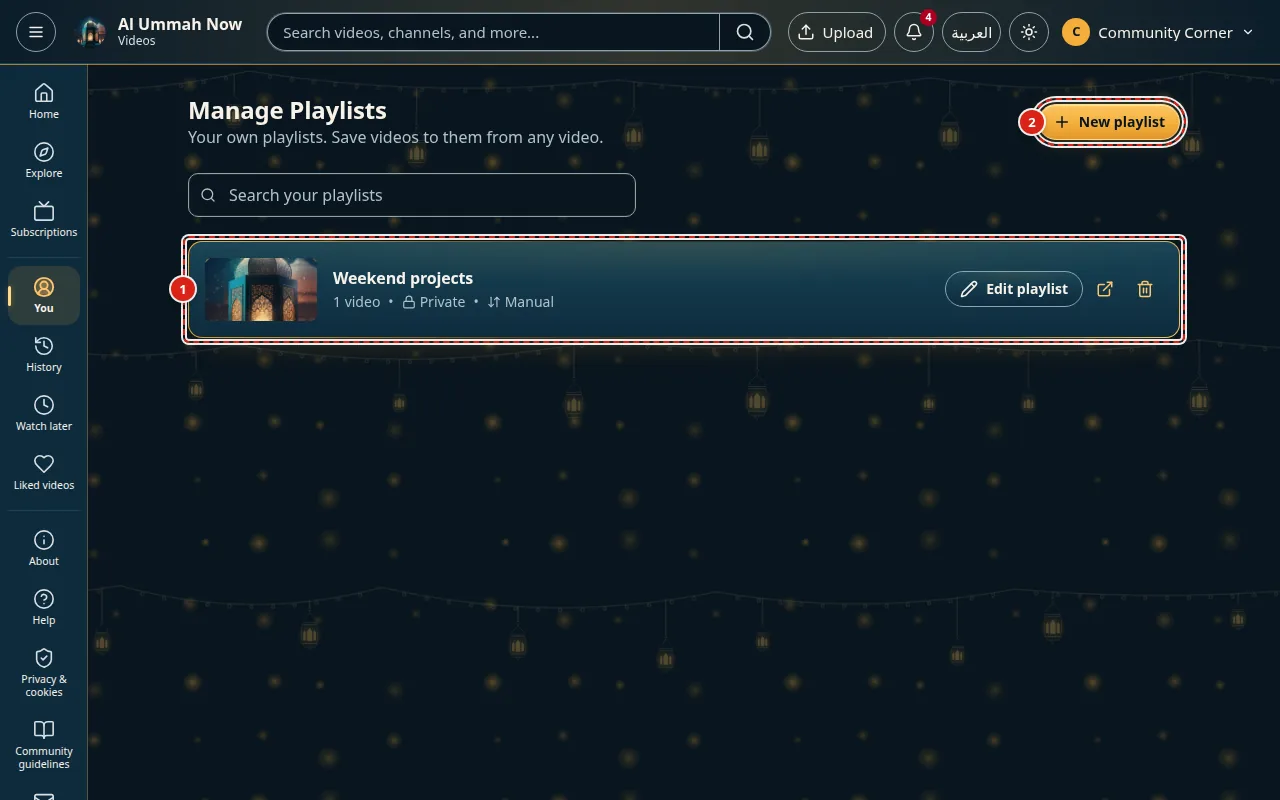 Al Ummah Now
Videos
Search videos, channels, and more...
Upload
4
العربية
C
Community Corner
Home
Explore
Subscriptions
You
History
Watch later
Liked videos
About
Help
Privacy &
cookies
Community
guidelines
Manage Playlists
Your own playlists. Save videos to them from any video.
2
New playlist
Search your playlists
1
Weekend projects
1 video • Private • Manual
Edit playlist